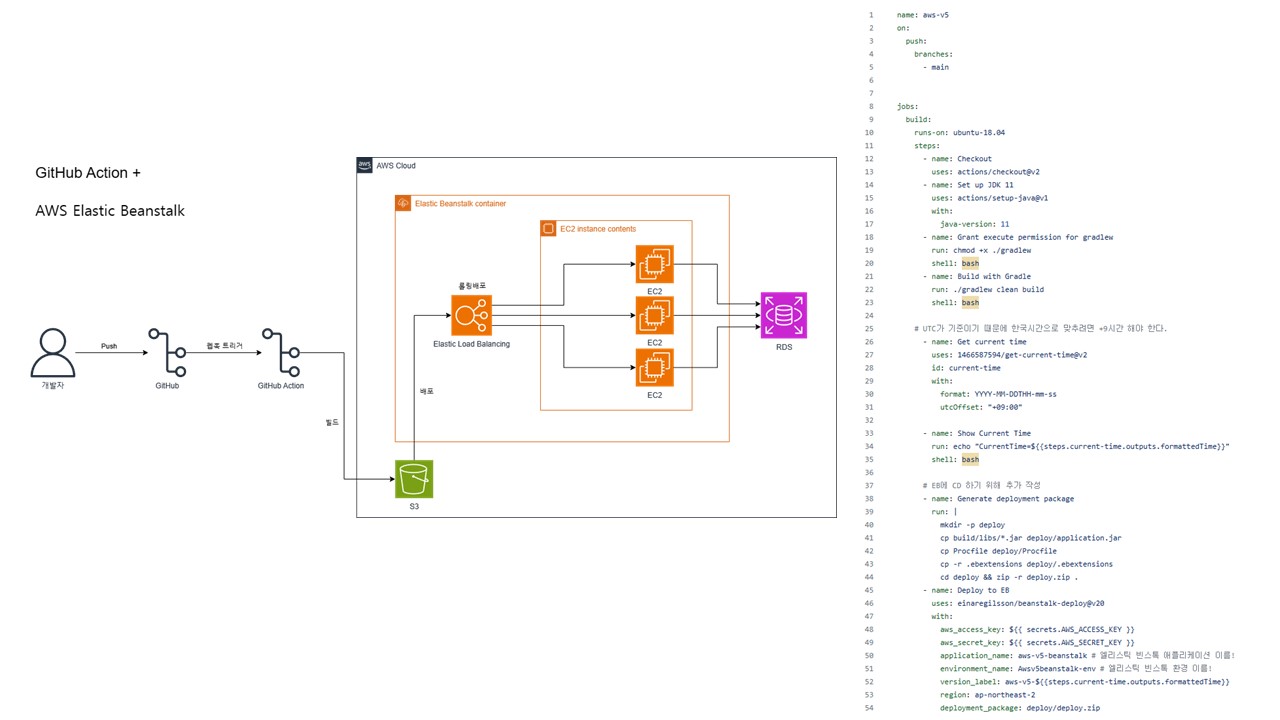 GitHub Action +
AWS Elastic Beanstalk
aws
AWS Cloud
Elastic Beanstalk container
EC2 instance contents
롤링배포
Elastic Load Balancing
EC2
EC2
EC2
RDS
Push
웹훅 트리거
개발자
GitHub
GitHub Action
빌드
배포
S3
1 name: aws-v5
2 on:
3 push:
4 branches:
5 - main
6
7
8 jobs:
9 build:
10 runs-on: ubuntu-18.04
11 steps:
12 - name: Checkout
13 uses: actions/checkout@v2
14 - name: Set up JDK 11
15 uses: actions/setup-java@v1
16 with:
17 java-version: 11
18 - name: Grant execute permission for gradlew
19 run: chmod +x ./gradlew
20 shell: bash
21 - name: Build with Gradle
22 run: ./gradlew clean build
23 shell: bash
24
25 # UTC가 기준이기 때문에 한국시간으로 맞추려면 +9시간 해야 한다.
26 - name: Get current time
27 uses: 1466587594/get-current-time@v2
28 id: current-time
29 with:
30 format: YYYY-MM-DDTHH-mm-ss
31 utcOffset: "+09:00"
32
33 - name: Show Current Time
34 run: echo "CurrentTime=${{steps.current-time.outputs.formattedTime}}"
35 shell: bash
36
37 # EB에 CD 하기 위해 추가 작성
38 - name: Generate deployment package
39 run: |
40 mkdir -p deploy
41 cp build/libs/*.jar deploy/application.jar
42 cp Procfile deploy/Procfile
43 cp -r .ebextensions deploy/.ebextensions
44 cd deploy && zip -r deploy.zip .
45 - name: Deploy to EB
46 uses: einaregilsson/beanstalk-deploy@v20
47 with:
48 aws_access_key: ${{ secrets.AWS_ACCESS_KEY }}
49 aws_secret_key: ${{ secrets.AWS_SECRET_KEY }}
50 application_name: aws-v5-beanstalk # 엘리스틱 빈스톡 애플리케이션 이름!
51 environment_name: Awsv5beanstalk-env # 엘리스틱 빈스톡 환경 이름!
52 version_label: aws-v5-${{steps.current-time.outputs.formattedTime}}
53 region: ap-northeast-2
54 deployment_package: deploy/deploy.zip